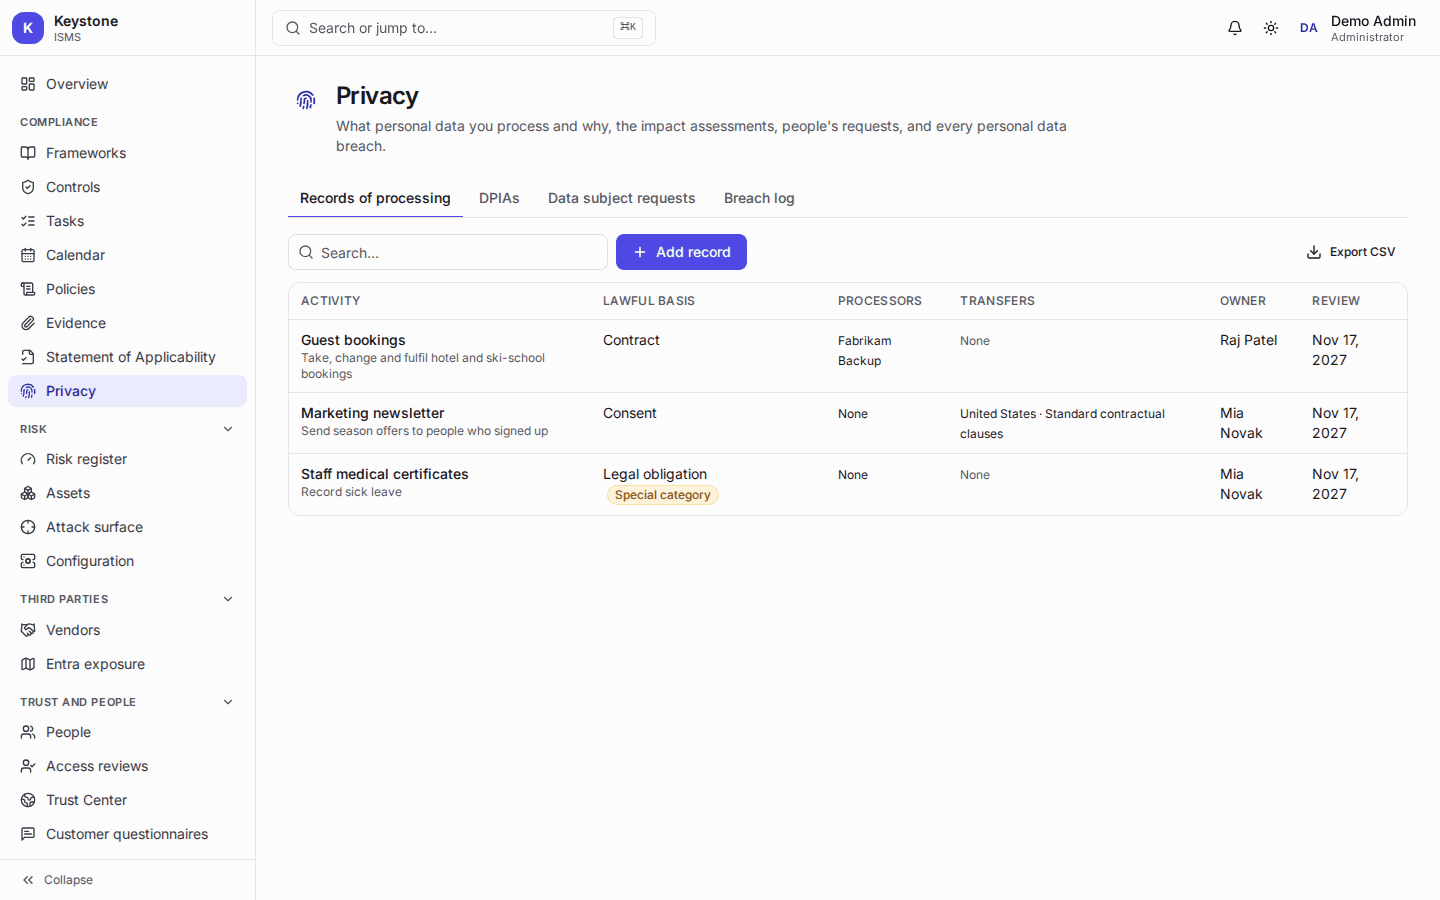 K
Keystone
ISMS
Search or jump to...
⌘K
DA
Demo Admin
Administrator
Overview
COMPLIANCE
Frameworks
Controls
Tasks
Calendar
Policies
Evidence
Statement of Applicability
Privacy
RISK
Risk register
Assets
Attack surface
Configuration
THIRD PARTIES
Vendors
Entra exposure
TRUST AND PEOPLE
People
Access reviews
Trust Center
Customer questionnaires
Collapse
Privacy
What personal data you process and why, the impact assessments, people's requests, and every personal data
breach.
Records of processing DPIAs Data subject requests Breach log
Search... Add record Export CSV
ACTIVITY LAWFUL BASIS PROCESSORS TRANSFERS OWNER REVIEW
Guest bookings Contract Fabrikam None Raj Patel Nov 17,
Take, change and fulfil hotel and ski-school Backup 2027
bookings
Marketing newsletter Consent None United States · Standard contractual Mia Nov 17,
Send season offers to people who signed up clauses Novak 2027
Staff medical certificates Legal obligation None None Mia Nov 17,
Record sick leave Special category Novak 2027